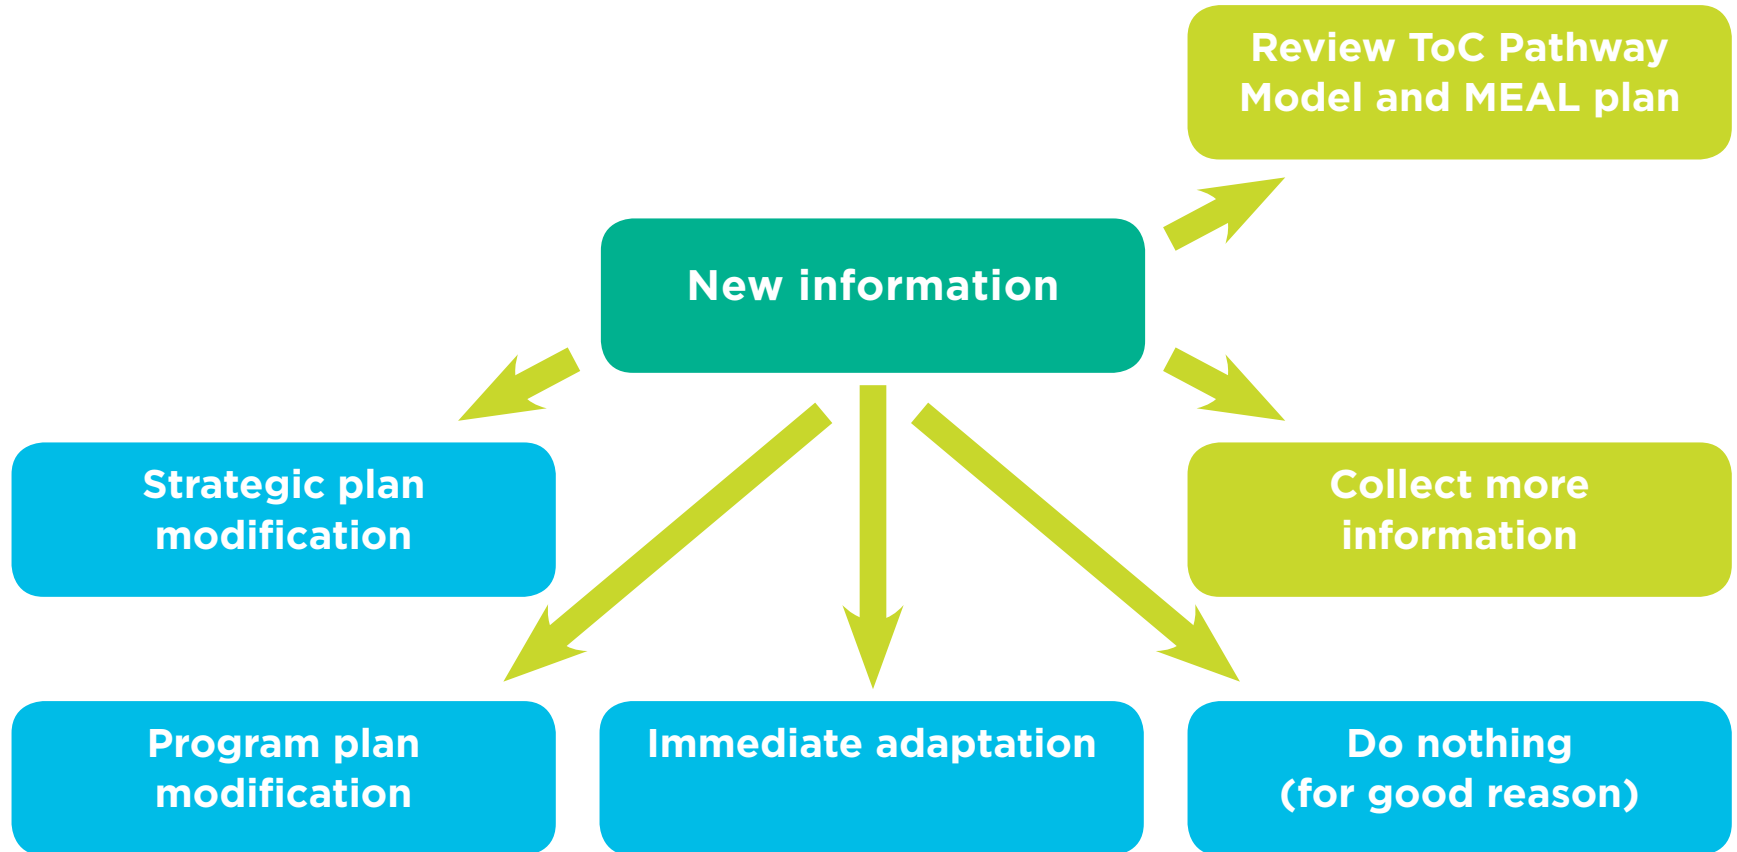 Review ToC Pathway
Model and MEAL plan
New information
Strategic plan
modification
Collect more
information
Program plan
modification
Immediate adaptation
Do nothing
(for good reason)